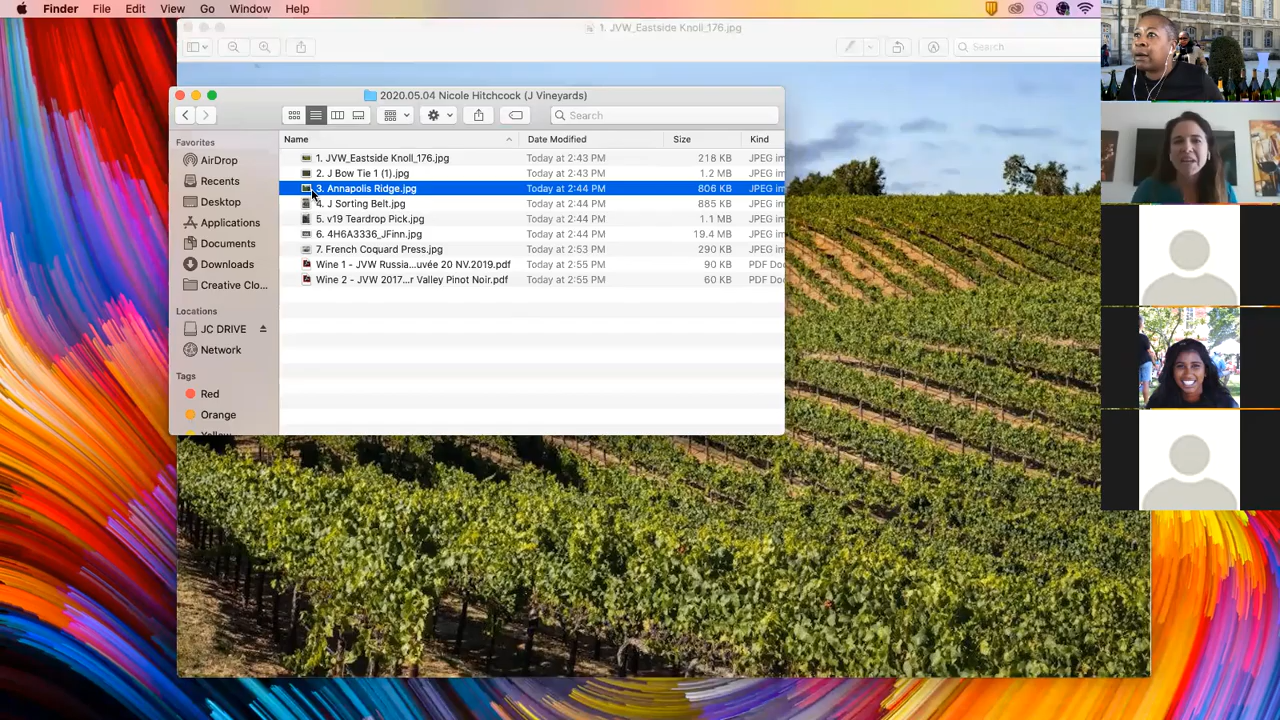 Finder File Edit View Go Window Help
1. JVW_Eastside Knoll_176.jpg
Search
2020.05.04 Nicole Hitchcock (J Vineyards)
Search
Favorites
AirDrop
Recents
Desktop
Applications
Documents
Downloads
Creative Clo...
Locations
JC DRIVE
Network
Tags
Red
Orange
Yellow
Name Date Modified Size Kind
1. JVW_Eastside Knoll_176.jpg Today at 2:43 PM 218 KB JPEG im
2. J Bow Tie 1 (1).jpg Today at 2:43 PM 1.2 MB JPEG im
3. Annapolis Ridge.jpg Today at 2:44 PM 806 KB JPEG im
4. J Sorting Belt.jpg Today at 2:44 PM 885 KB JPEG im
5. v19 Teardrop Pick.jpg Today at 2:44 PM 1.1 MB JPEG im
6. 4H6A3336_JFinn.jpg Today at 2:44 PM 19.4 MB JPEG im
7. French Coquard Press.jpg Today at 2:53 PM 290 KB JPEG im
Wine 1 - JVW Russia...uvée 20 NV.2019.pdf Today at 2:55 PM 90 KB PDF Do
Wine 2 - JVW 2017...r Valley Pinot Noir.pdf Today at 2:55 PM 60 KB PDF Do